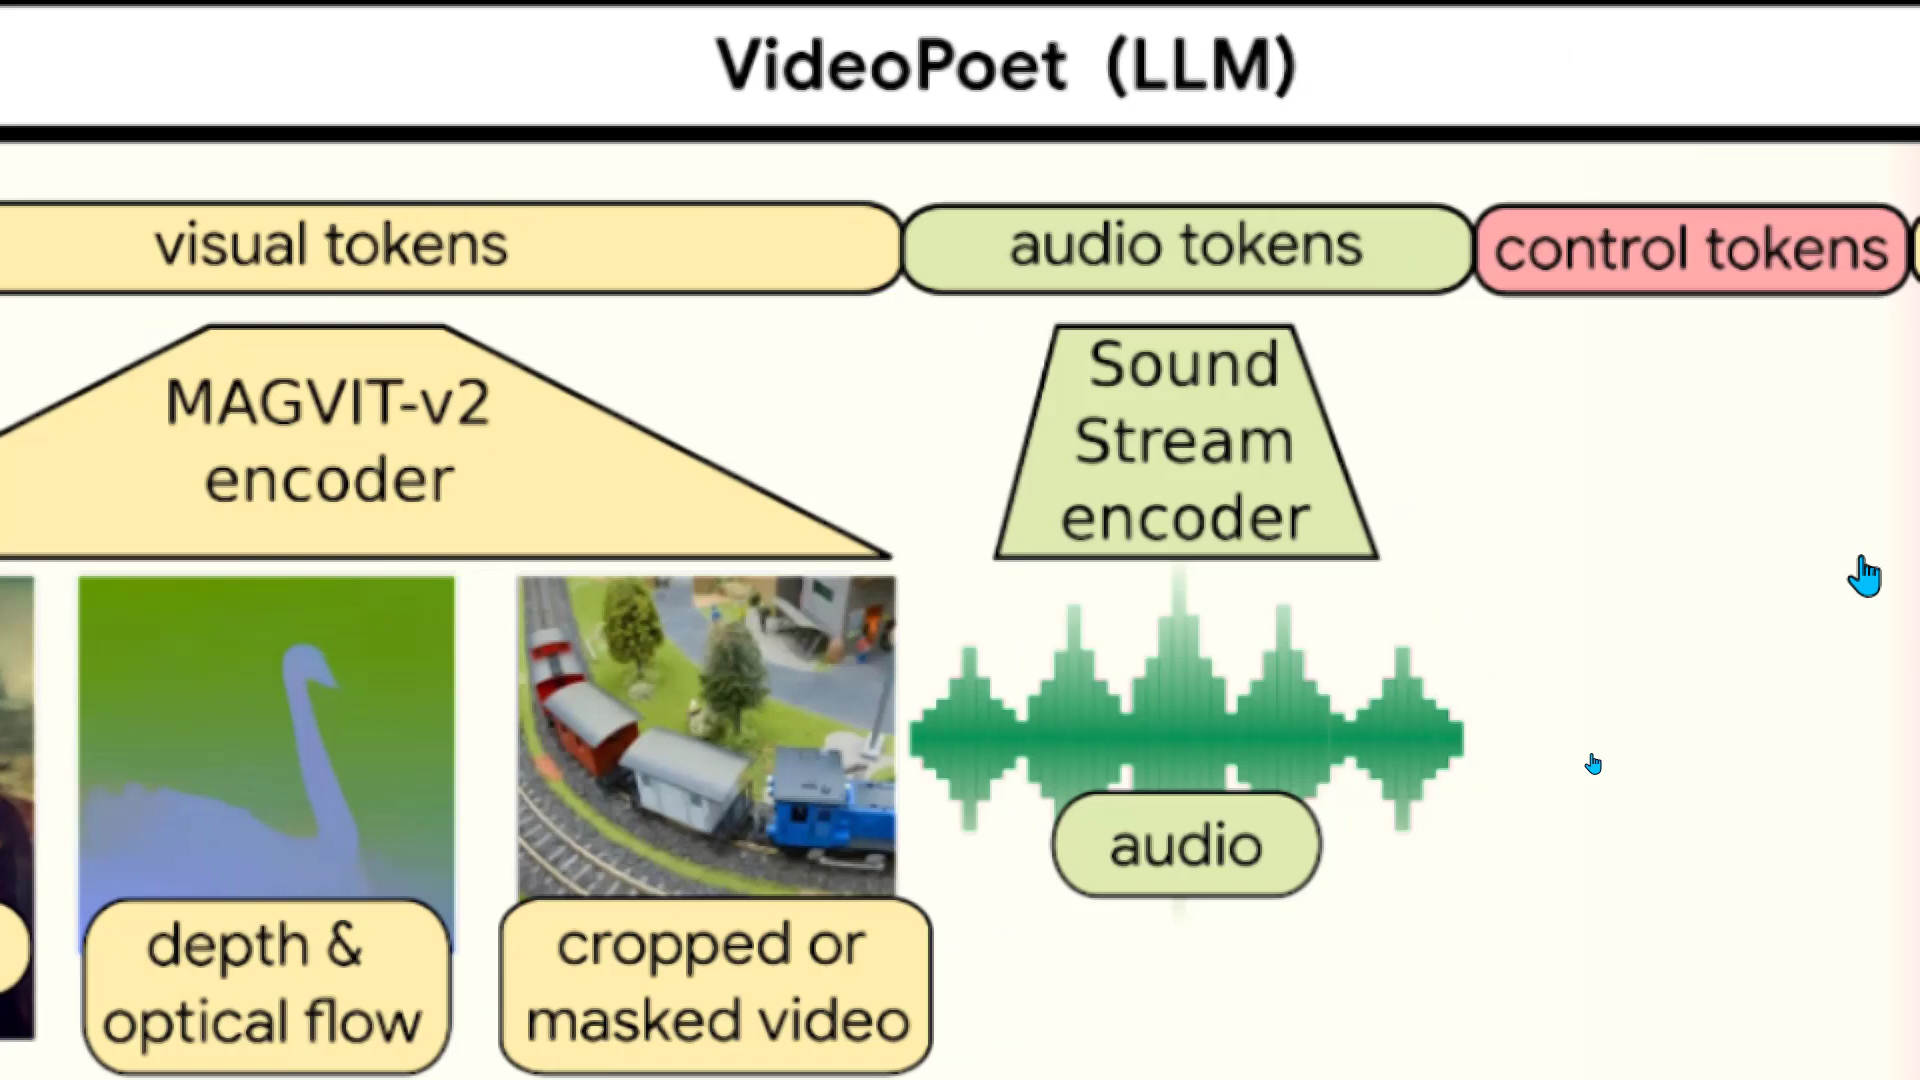 VideoPoet (LLM)
visual tokens
audio tokens
control tokens
MAGVIT-v2
encoder
Sound
Stream
encoder
depth &
optical flow
cropped or
masked video
audio